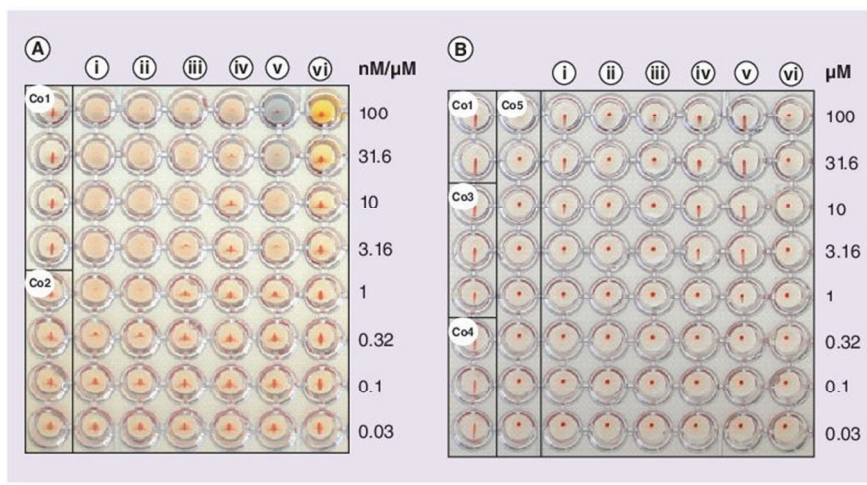 A
i ii iii iv v vi nM/µM
Co1
100
31.6
10
3.16
Co2
1
0.32
0.1
0.03
B
i ii iii iv v vi µM
Co1 Co5
100
31.6
Co3
10
3.16
1
Co4
0.32
0.1
0.03